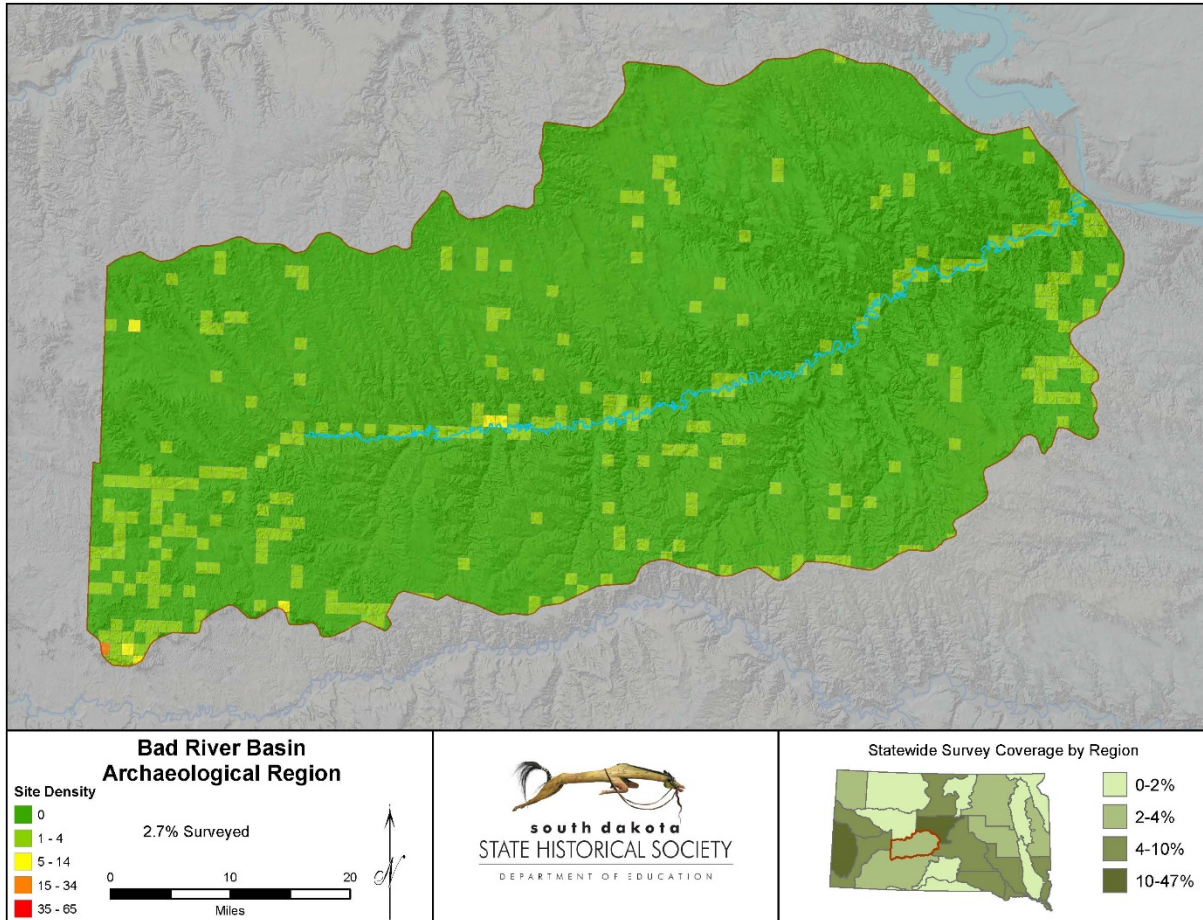 Bad River Basin
Archaeological Region
Site Density
0
1 - 4
5 - 14
15 - 34
35 - 65
2.7% Surveyed
0 10 20
Miles
N
south dakota
STATE HISTORICAL SOCIETY
DEPARTMENT OF EDUCATION
Statewide Survey Coverage by Region
0-2%
2-4%
4-10%
10-47%